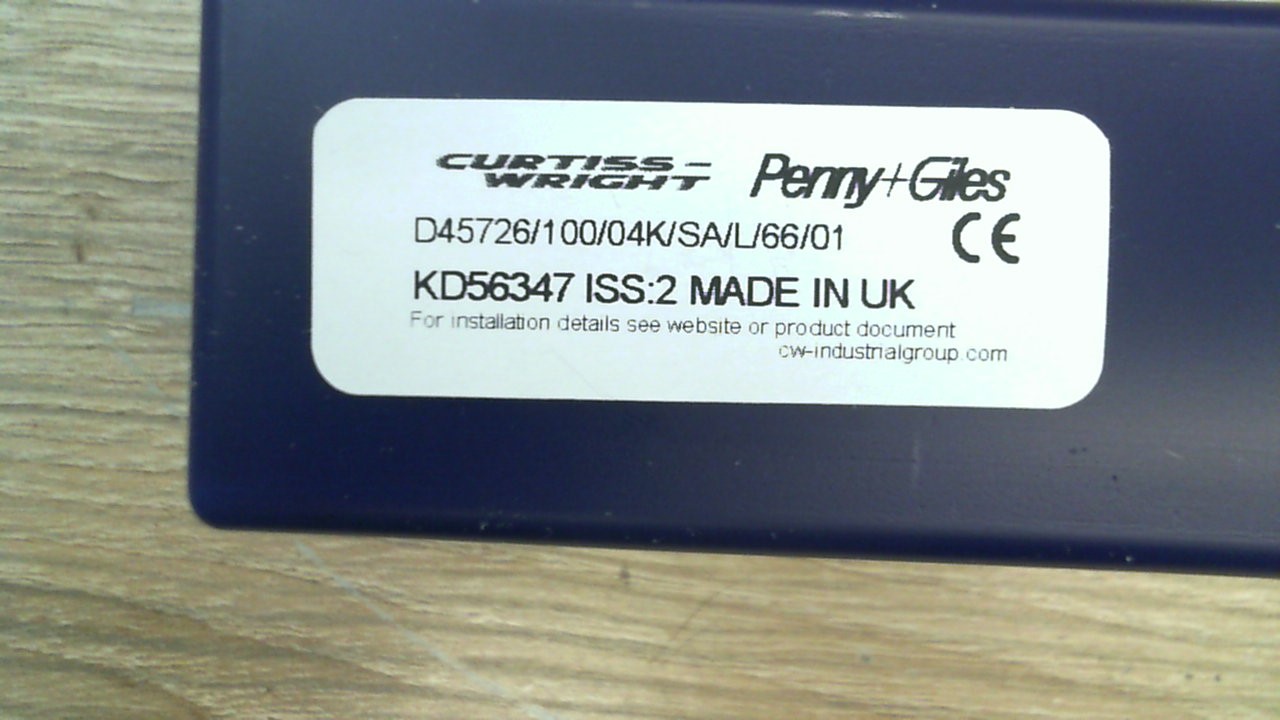 CURTISS-
WRIGHT
Penny+Giles
D45726/100/04K/SA/L/66/01
CE
KD56347 ISS:2 MADE IN UK
For installation details see website or product document
cw-industrialgroup.com